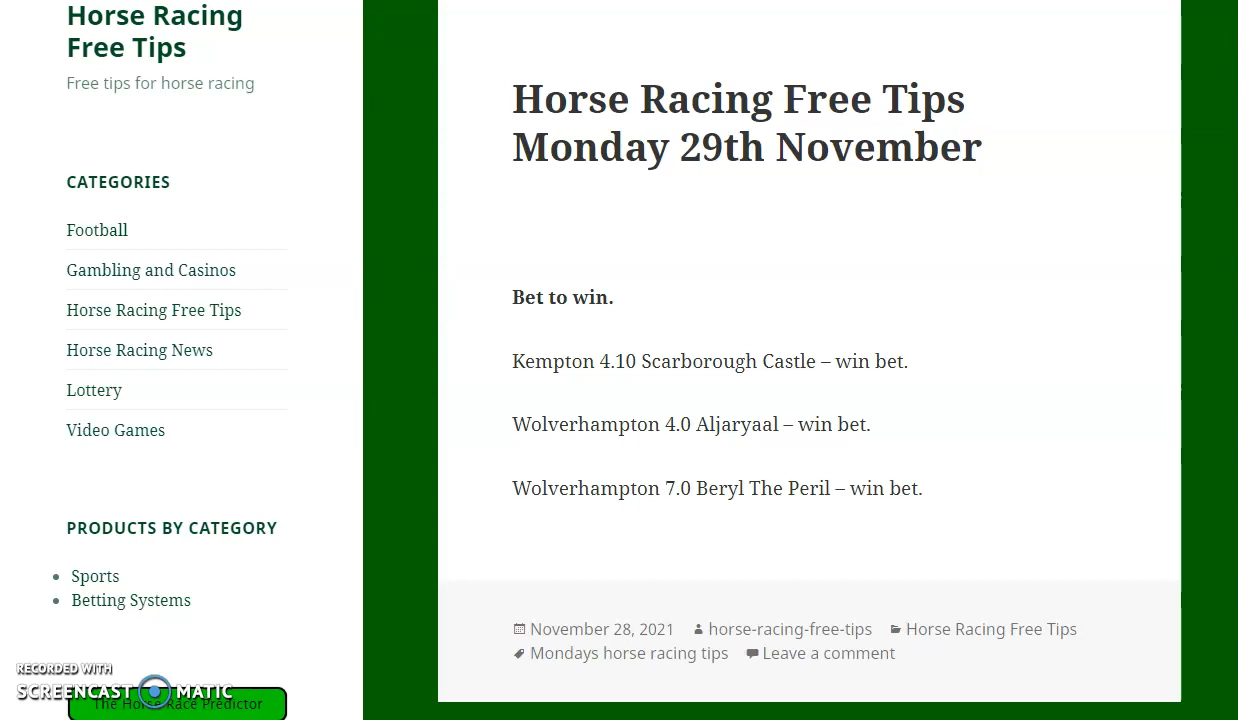 Horse Racing
Free Tips
Free tips for horse racing
CATEGORIES
Football
Gambling and Casinos
Horse Racing Free Tips
Horse Racing News
Lottery
Video Games
PRODUCTS BY CATEGORY
Sports
Betting Systems
The Horse Race Predictor
RECORDED WITH
SCREENCAST MATIC
Horse Racing Free Tips
Monday 29th November
Bet to win.
Kempton 4.10 Scarborough Castle – win bet.
Wolverhampton 4.0 Aljaryaal – win bet.
Wolverhampton 7.0 Beryl The Peril – win bet.
November 28, 2021 horse-racing-free-tips Horse Racing Free Tips
Mondays horse racing tips Leave a comment